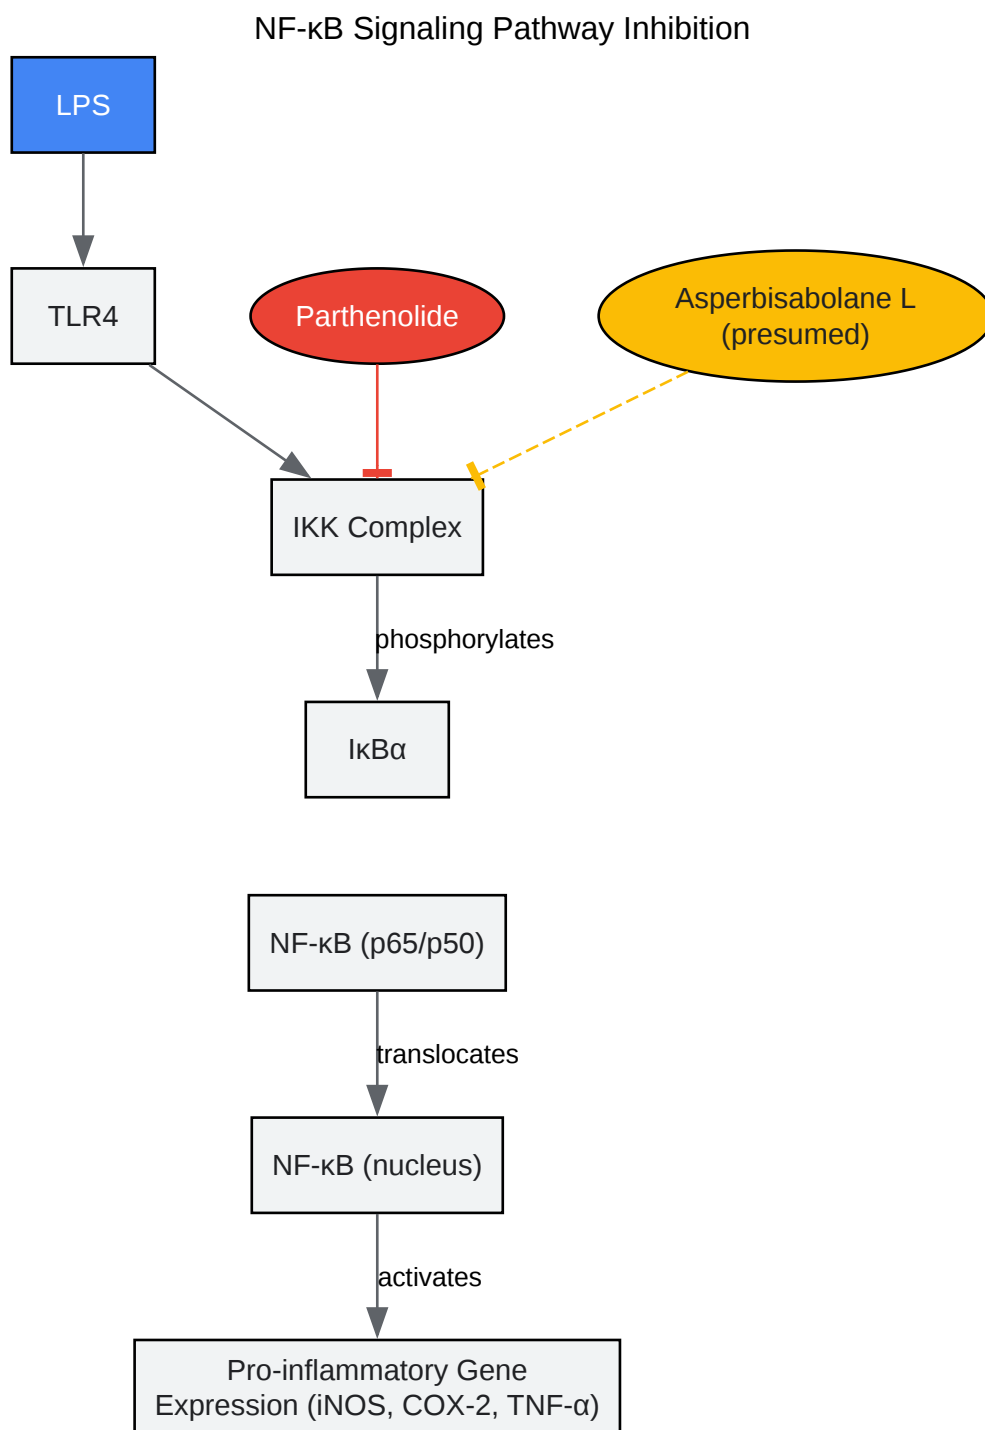 NF-κB Signaling Pathway Inhibition
LPS
TLR4
Parthenolide
Asperbisabolane L
(presumed)
IKK Complex
phosphorylates
IκBα
NF-κB (p65/p50)
translocates
NF-κB (nucleus)
activates
Pro-inflammatory Gene
Expression (iNOS, COX-2, TNF-α)